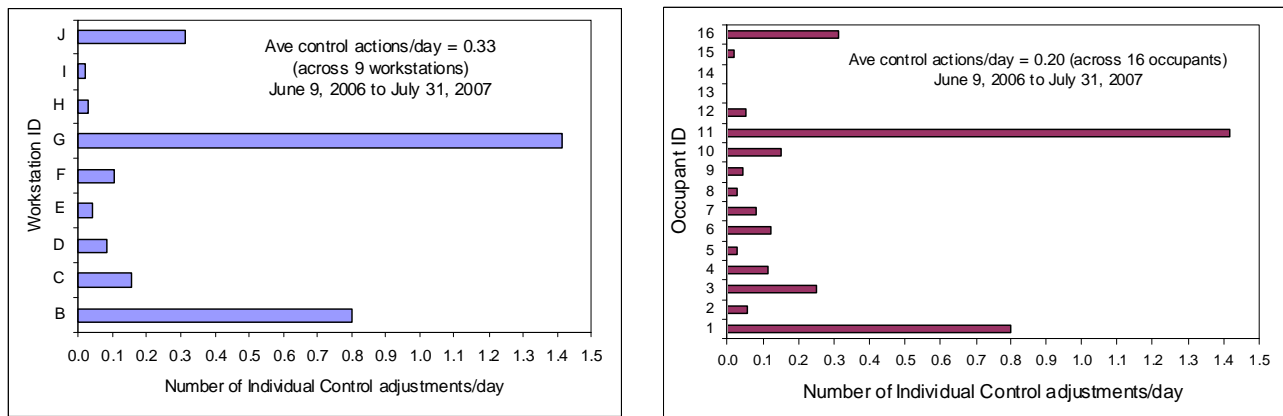 Ave control actions/day = 0.33
(across 9 workstations)
June 9, 2006 to July 31, 2007
Workstation ID
J
I
H
G
F
E
D
C
B
0.0 0.1 0.2 0.3 0.4 0.5 0.6 0.7 0.8 0.9 1.0 1.1 1.2 1.3 1.4 1.5
Number of Individual Control adjustments/day
Ave control actions/day = 0.20 (across 16 occupants)
June 9, 2006 to July 31, 2007
Occupant ID
16
15
14
13
12
11
10
9
8
7
6
5
4
3
2
1
0.0 0.1 0.2 0.3 0.4 0.5 0.6 0.7 0.8 0.9 1.0 1.1 1.2 1.3 1.4 1.5
Number of Individual Control adjustments/day